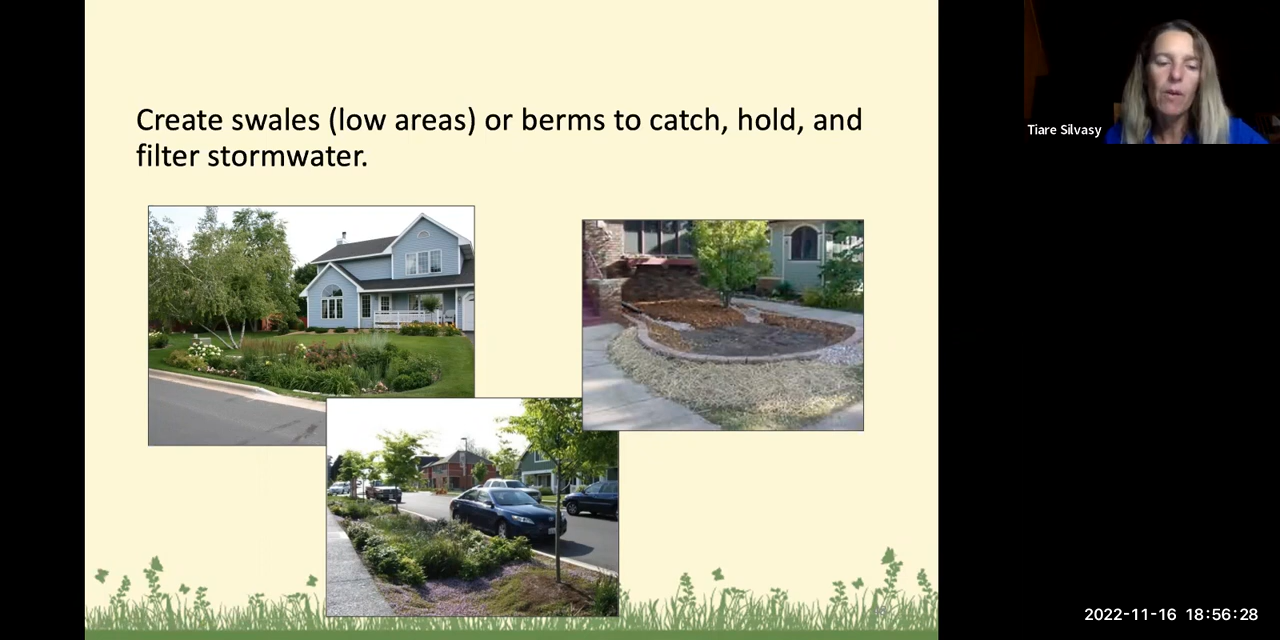 Create swales (low areas) or berms to catch, hold, and
filter stormwater.
Tiare Silvasy
2022-11-16 18:56:28